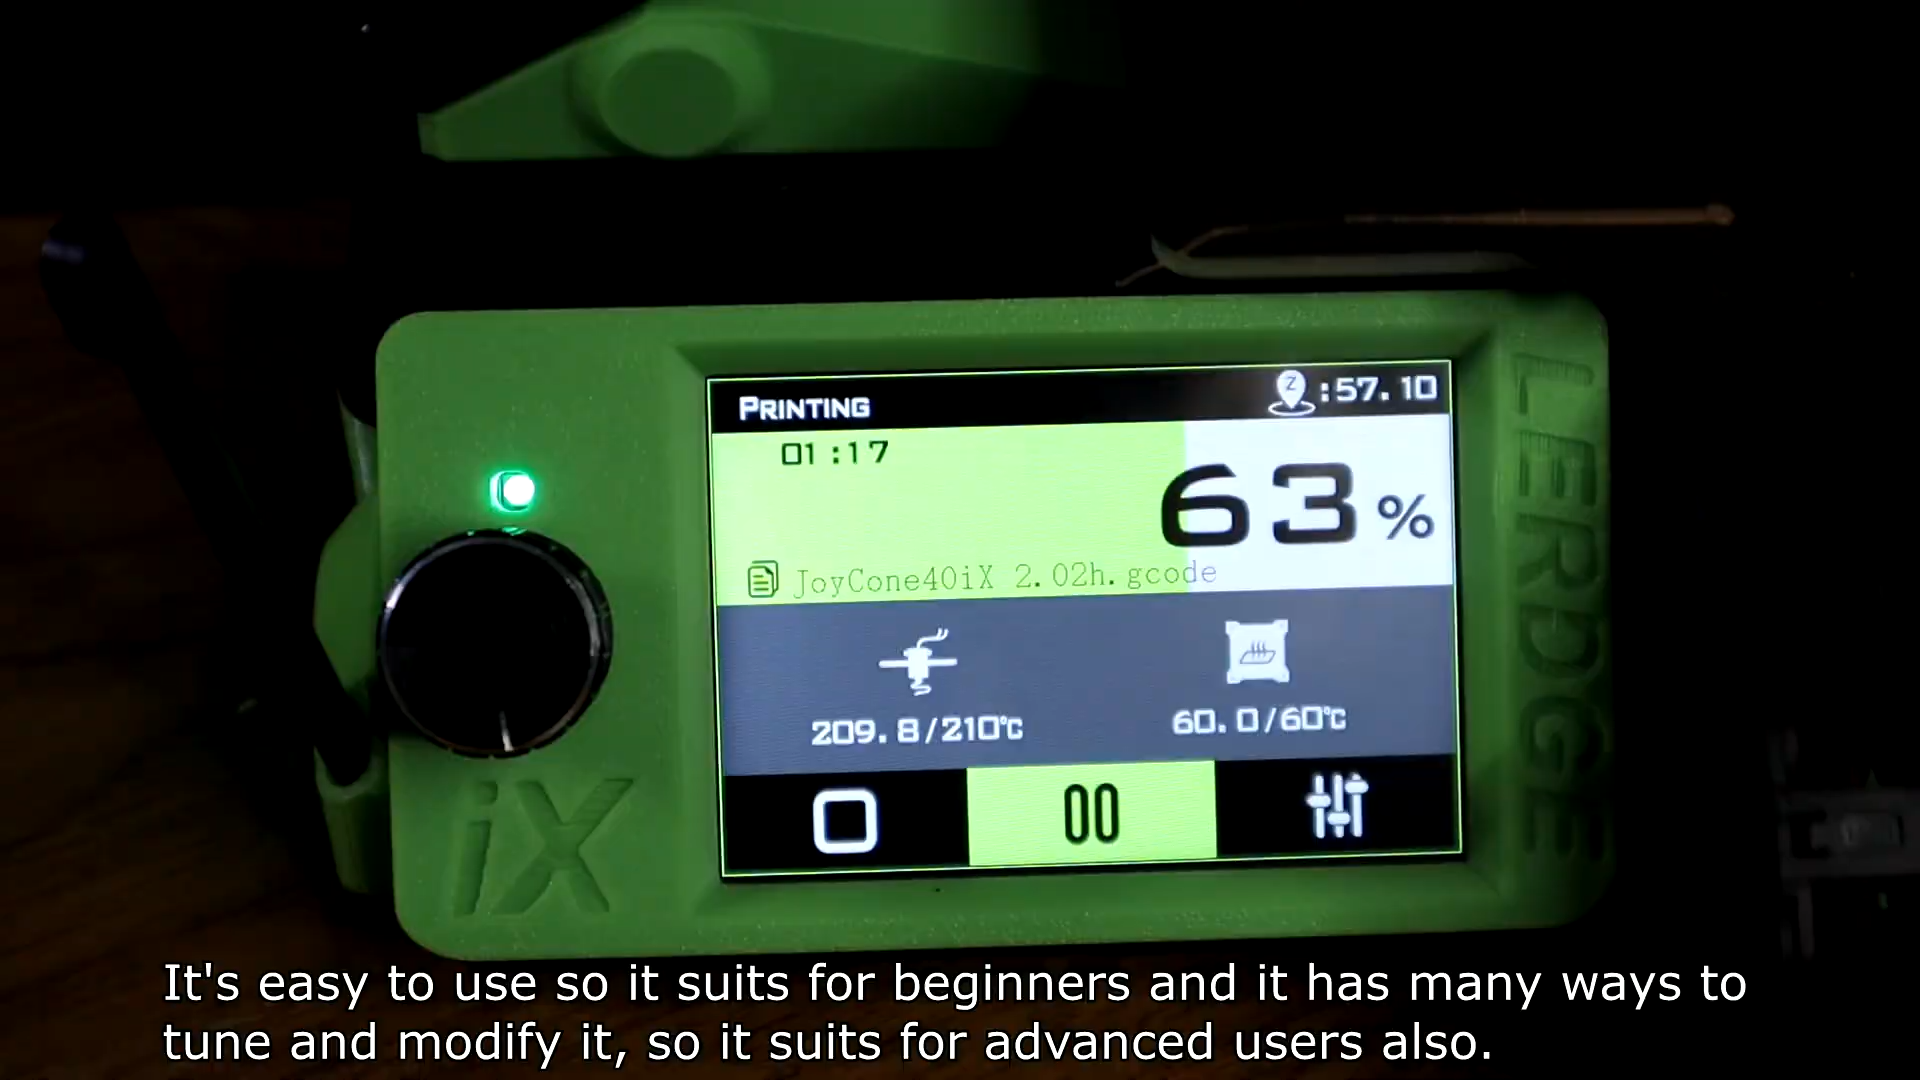 PRINTING
Z :57.10
01:17
63%
JoyCone40iX 2.02h.gcode
209.8/210℃
60.0/60℃
iX
LERDGE
It's easy to use so it suits for beginners and it has many ways to
tune and modify it, so it suits for advanced users also.